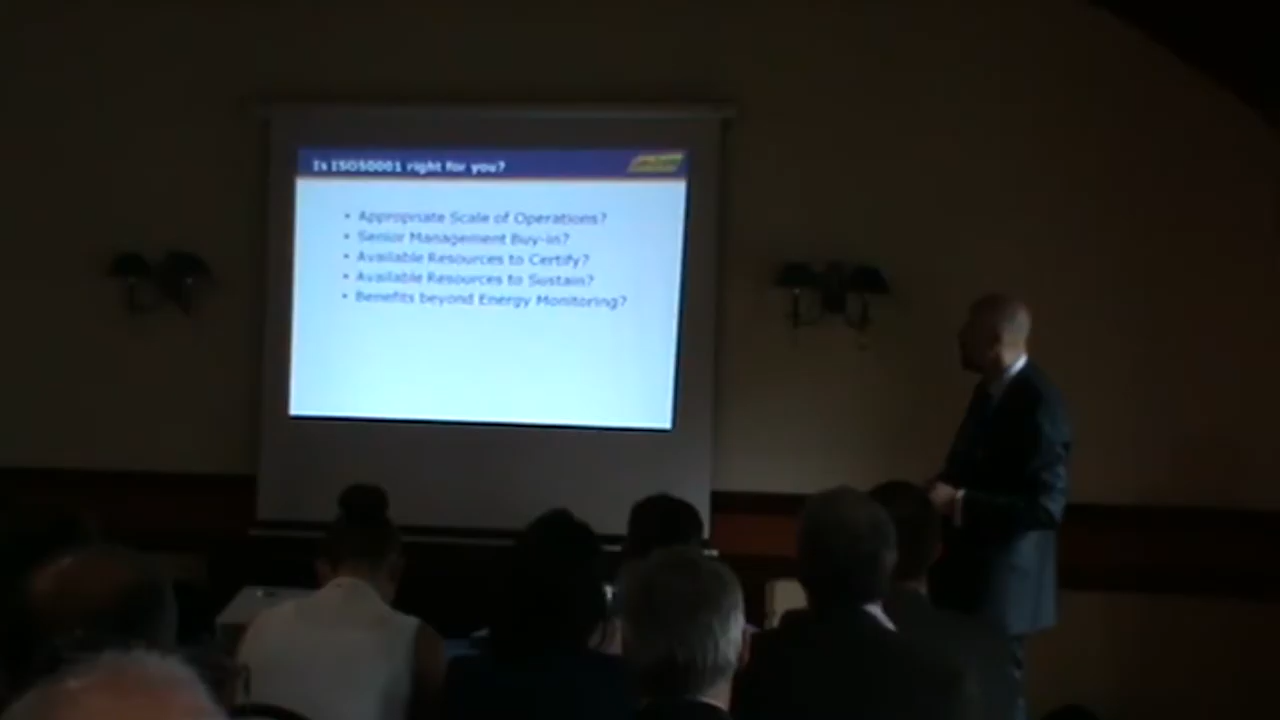 Is ISO50001 right for you?
• Appropriate Scale of Operations?
• Senior Management Buy-in?
• Available Resources to Certify?
• Available Resources to Sustain?
• Benefits beyond Energy Monitoring?